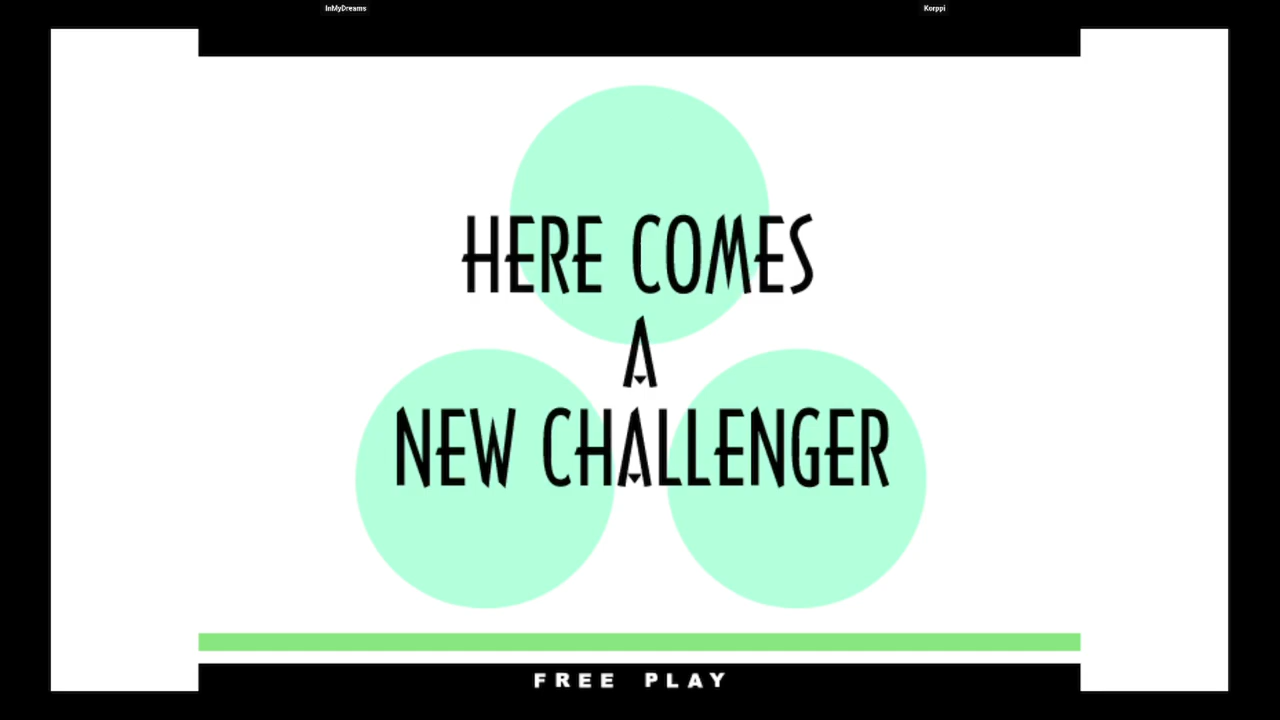 InMyDreams
Korppi
HERE COMES
A
NEW CHALLENGER
FREE PLAY